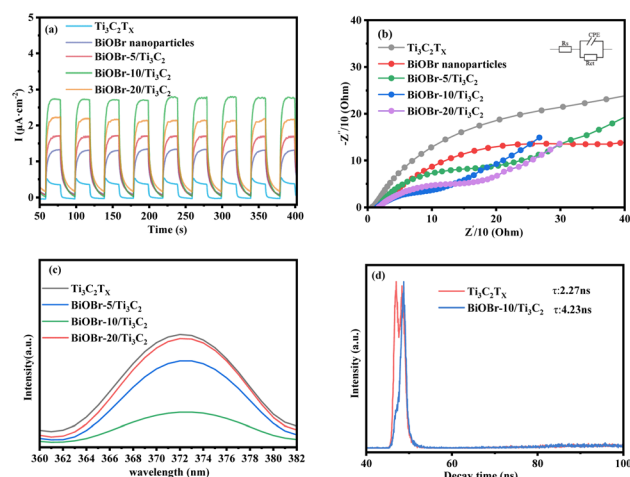 (a)
Ti₃C₂Tₓ
BiOBr nanoparticles
BiOBr-5/Ti₃C₂
BiOBr-10/Ti₃C₂
BiOBr-20/Ti₃C₂
I (μA·cm⁻²)
5
4
3
2
1
0
50 100 150 200 250 300 350 400
Time (s)
(b)
Ti₃C₂Tₓ
BiOBr nanoparticles
BiOBr-5/Ti₃C₂
BiOBr-10/Ti₃C₂
BiOBr-20/Ti₃C₂
Rs
CPE
Rct
-Z''/10 (Ohm)
40
30
20
10
0
0 10 20 30 40
Z'/10 (Ohm)
(c)
Ti₃C₂Tₓ
BiOBr-5/Ti₃C₂
BiOBr-10/Ti₃C₂
BiOBr-20/Ti₃C₂
Intensity(a.u.)
360 362 364 366 368 370 372 374 376 378 380 382
wavelength (nm)
(d)
Ti₃C₂Tₓ τ:2.27ns
BiOBr-10/Ti₃C₂ τ:4.23ns
Intensity (a.u.)
40 60 80 100
Decay time (ns)